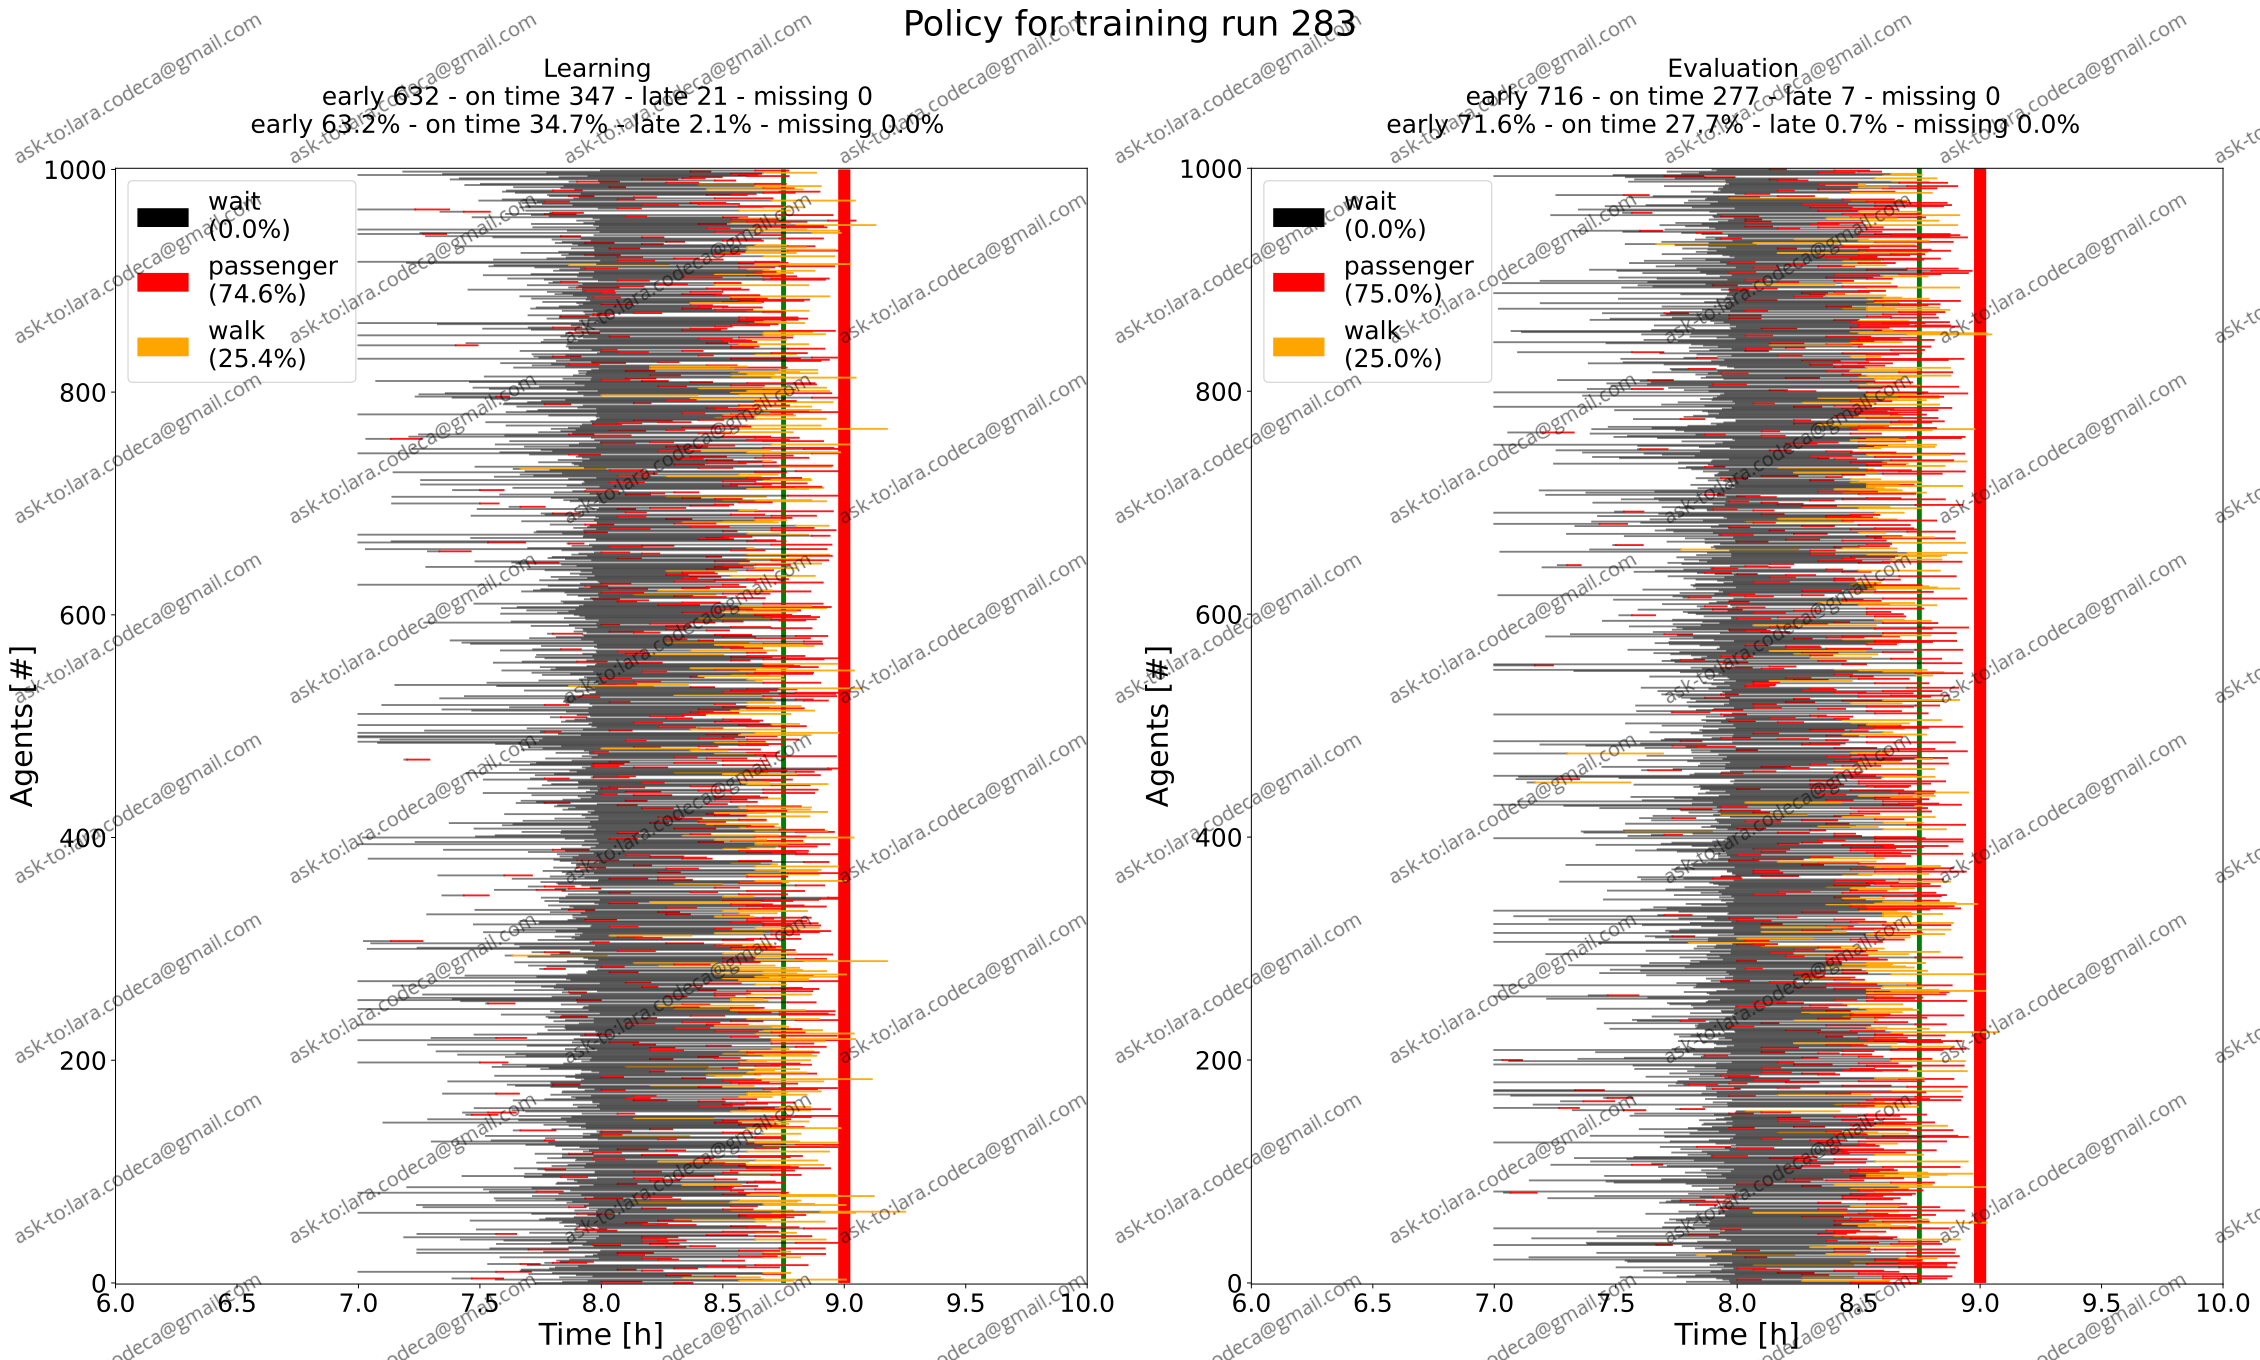 Policy for training run 283
Learning
early 632 - on time 347 - late 21 - missing 0
early 63.2% - on time 34.7% - late 2.1% - missing 0.0%
1000
800
600
400
200
0
Agents [#]
wait
(0.0%)
passenger
(74.6%)
walk
(25.4%)
6.0 6.5 7.0 7.5 8.0 8.5 9.0 9.5 10.0
Time [h]
Evaluation
early 716 - on time 277 - late 7 - missing 0
early 71.6% - on time 27.7% - late 0.7% - missing 0.0%
1000
800
600
400
200
0
Agents [#]
wait
(0.0%)
passenger
(75.0%)
walk
(25.0%)
6.0 6.5 7.0 7.5 8.0 8.5 9.0 9.5 10.0
Time [h]
ask-to:lara.codeca@gmail.com